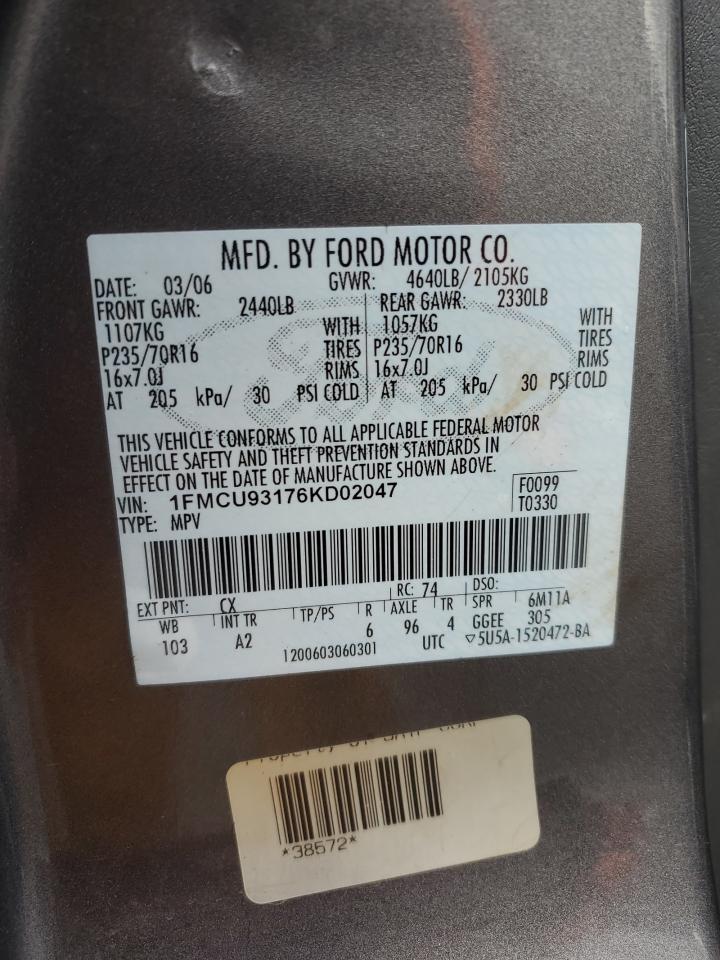 MFD. BY FORD MOTOR CO.
DATE: 03/06 GVWR: 4640LB/ 2105KG
FRONT GAWR: 2440LB REAR GAWR: 2330LB
1107KG WITH 1057KG WITH
P235/70R16 TIRES P235/70R16 TIRES
16x7.0J RIMS 16x7.0J RIMS
AT 205 kPa/ 30 PSI COLD AT 205 kPa/ 30 PSI COLD
Ford
THIS VEHICLE CONFORMS TO ALL APPLICABLE FEDERAL MOTOR
VEHICLE SAFETY AND THEFT PREVENTION STANDARDS IN
EFFECT ON THE DATE OF MANUFACTURE SHOWN ABOVE.
VIN: 1FMCU93176KD02047 F0099
TYPE: MPV T0330
EXT PNT: CX RC: 74 DSO:
WB INT TR TP/PS R AXLE TR SPR 6M11A
103 A2 6 96 4 GGEE 305
1200603060301 UTC ▽5U5A-1520472-BA
Property of
*38572*